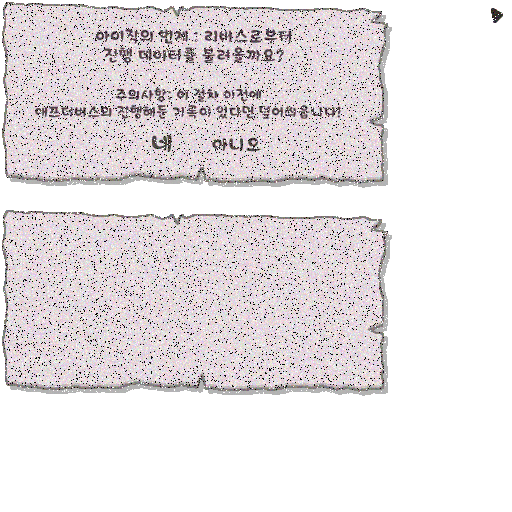 아이작의 번제 : 리버스로부터
진행 데이터를 불러올까요?
주의사항: 이 절차 이전에
애프터버스의 진행해둔 기록이 있다면 덮어씌웁니다!
네 아니오